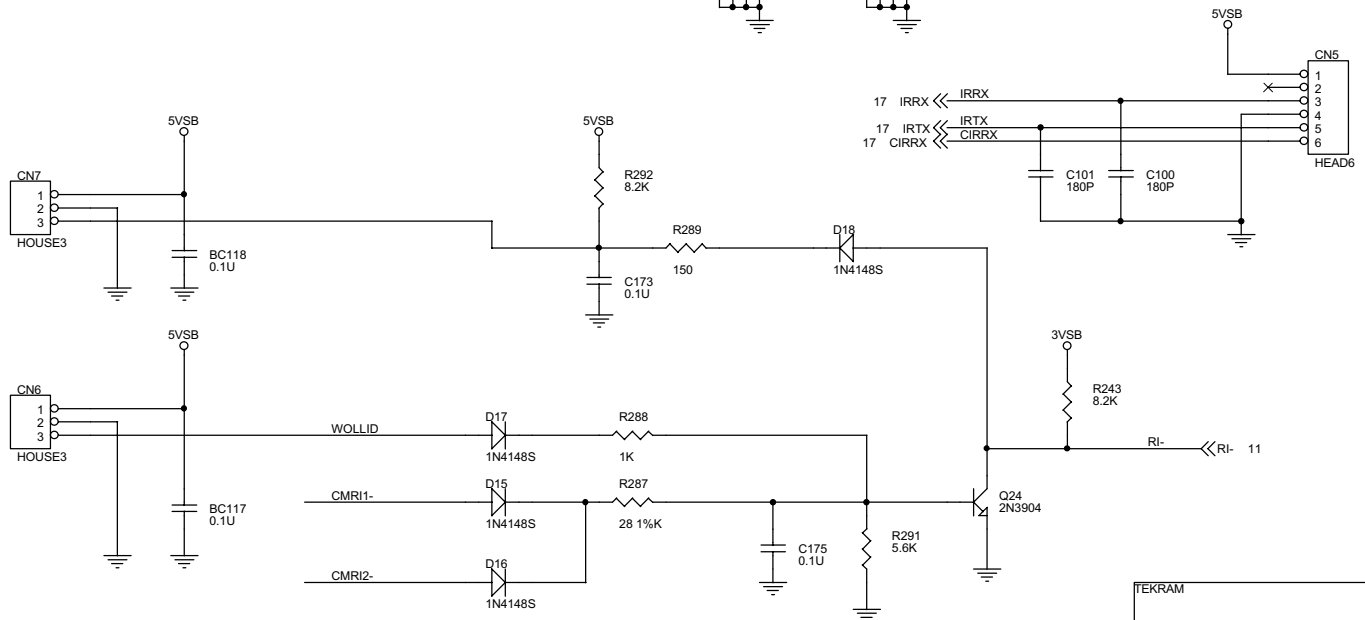 5VSB
CN5
1
2
3
4
5
6
HEAD6
17 IRRX IRRX
17 IRTX IRTX
17 CIRRX CIRRX
C101
180P
C100
180P
5VSB
CN7
1
2
3
HOUSE3
BC118
0.1U
5VSB
R292
8.2K
R289
150
D18
1N4148S
C173
0.1U
5VSB
CN6
1
2
3
HOUSE3
BC117
0.1U
WOLLID
D17
1N4148S
R288
1K
CMRI1-
D15
1N4148S
R287
28 1%K
CMRI2-
D16
1N4148S
C175
0.1U
R291
5.6K
Q24
2N3904
3VSB
R243
8.2K
RI-
RI- 11
TEKRAM